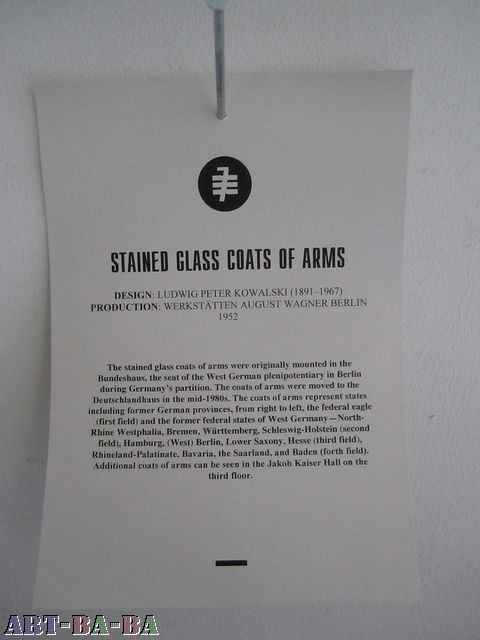 STAINED GLASS COATS OF ARMS
DESIGN: LUDWIG PETER KOWALSKI (1891–1967)
PRODUCTION: WERKSTÄTTEN AUGUST WAGNER BERLIN
1952
The stained glass coats of arms were originally mounted in the
Bundeshaus, the seat of the West German plenipotentiary in Berlin
during Germany's partition. The coats of arms were moved to the
Deutschlandhaus in the mid-1980s. The coats of arms represent states
including former German provinces, from right to left, the federal eagle
(first field) and the former federal states of West Germany—North-
Rhine Westphalia, Bremen, Württemberg, Schleswig-Holstein (second
field), Hamburg, (West) Berlin, Lower Saxony, Hesse (third field),
Rhineland-Palatinate, Bavaria, the Saarland, and Baden (forth field).
Additional coats of arms can be seen in the Jakob Kaiser Hall on the
third floor.
ART-BA-BA